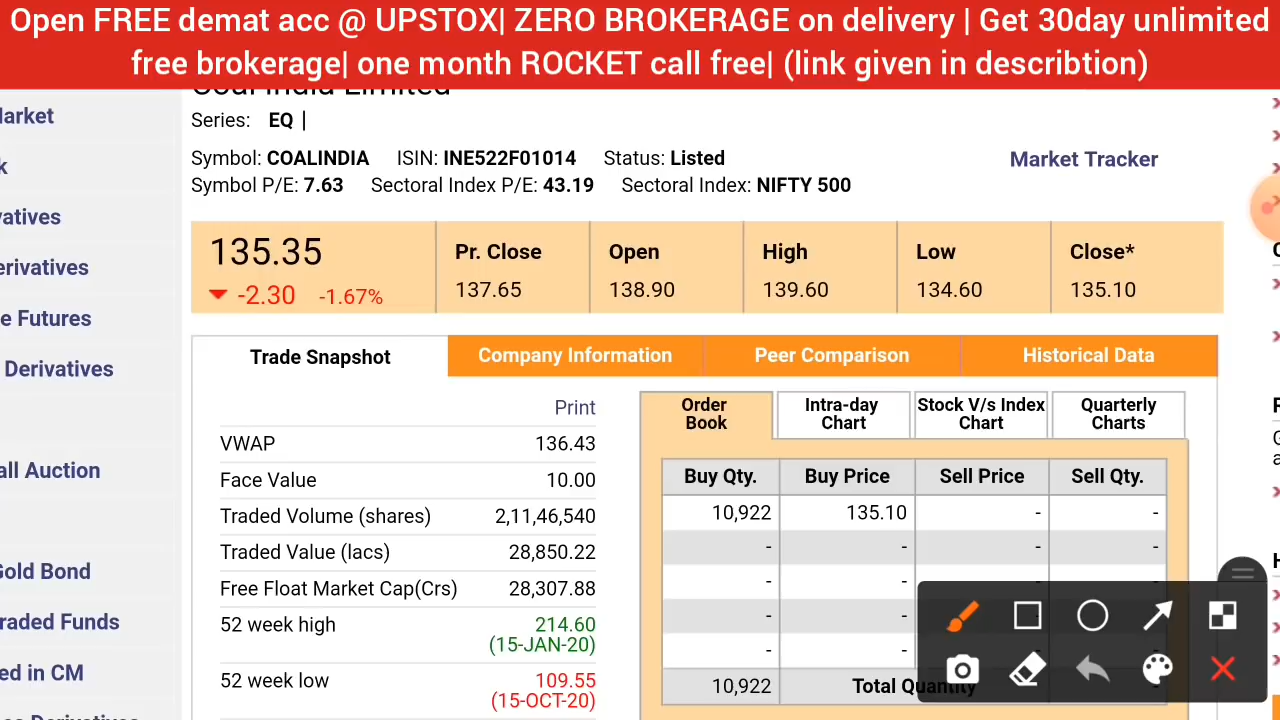 Open FREE demat acc @ UPSTOX| ZERO BROKERAGE on delivery | Get 30day unlimited
free brokerage| one month ROCKET call free| (link given in describtion)
Coal India Limited
Series: EQ |
Symbol: COALINDIA ISIN: INE522F01014 Status: Listed
Market Tracker
Symbol P/E: 7.63 Sectoral Index P/E: 43.19 Sectoral Index: NIFTY 500
135.35 Pr. Close Open High Low Close*
-2.30 -1.67% 137.65 138.90 139.60 134.60 135.10
Trade Snapshot Company Information Peer Comparison Historical Data
Print
VWAP 136.43
Face Value 10.00
Traded Volume (shares) 2,11,46,540
Traded Value (lacs) 28,850.22
Free Float Market Cap(Crs) 28,307.88
52 week high 214.60
(15-JAN-20)
52 week low 109.55
(15-OCT-20)
Order Intra-day Stock V/s Index Quarterly
Book Chart Chart Charts
Buy Qty. Buy Price Sell Price Sell Qty.
10,922 135.10 - -
- - - -
- - - -
- - - -
- - - -
10,922 Total Quantity -
Market
k
vatives
erivatives
e Futures
Derivatives
all Auction
Gold Bond
raded Funds
ed in CM